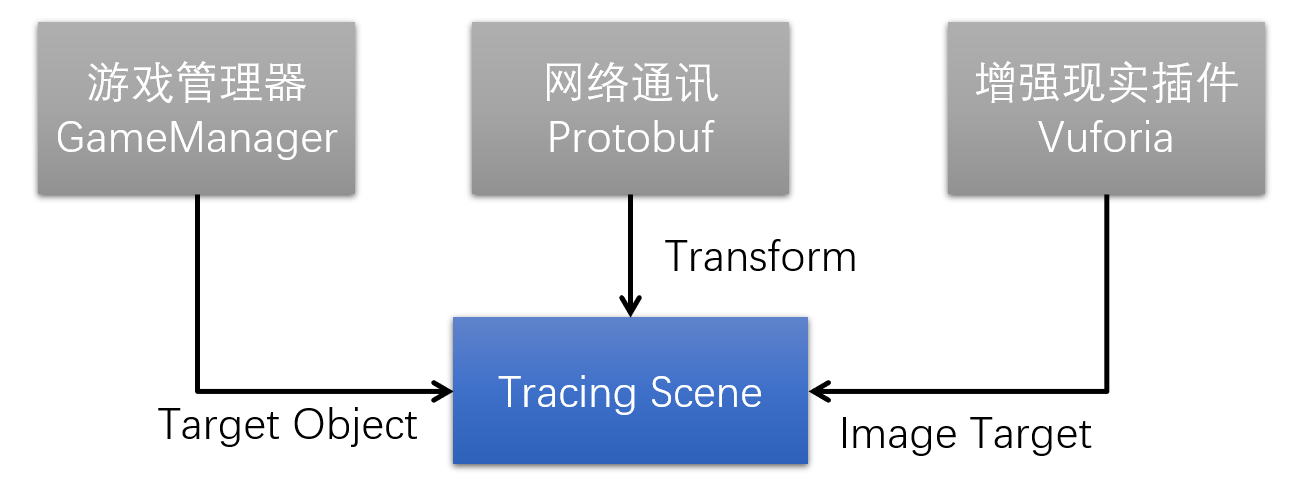 游戏管理器
GameManager
网络通讯
Protobuf
增强现实插件
Vuforia
Transform
Tracing Scene
Target Object
Image Target